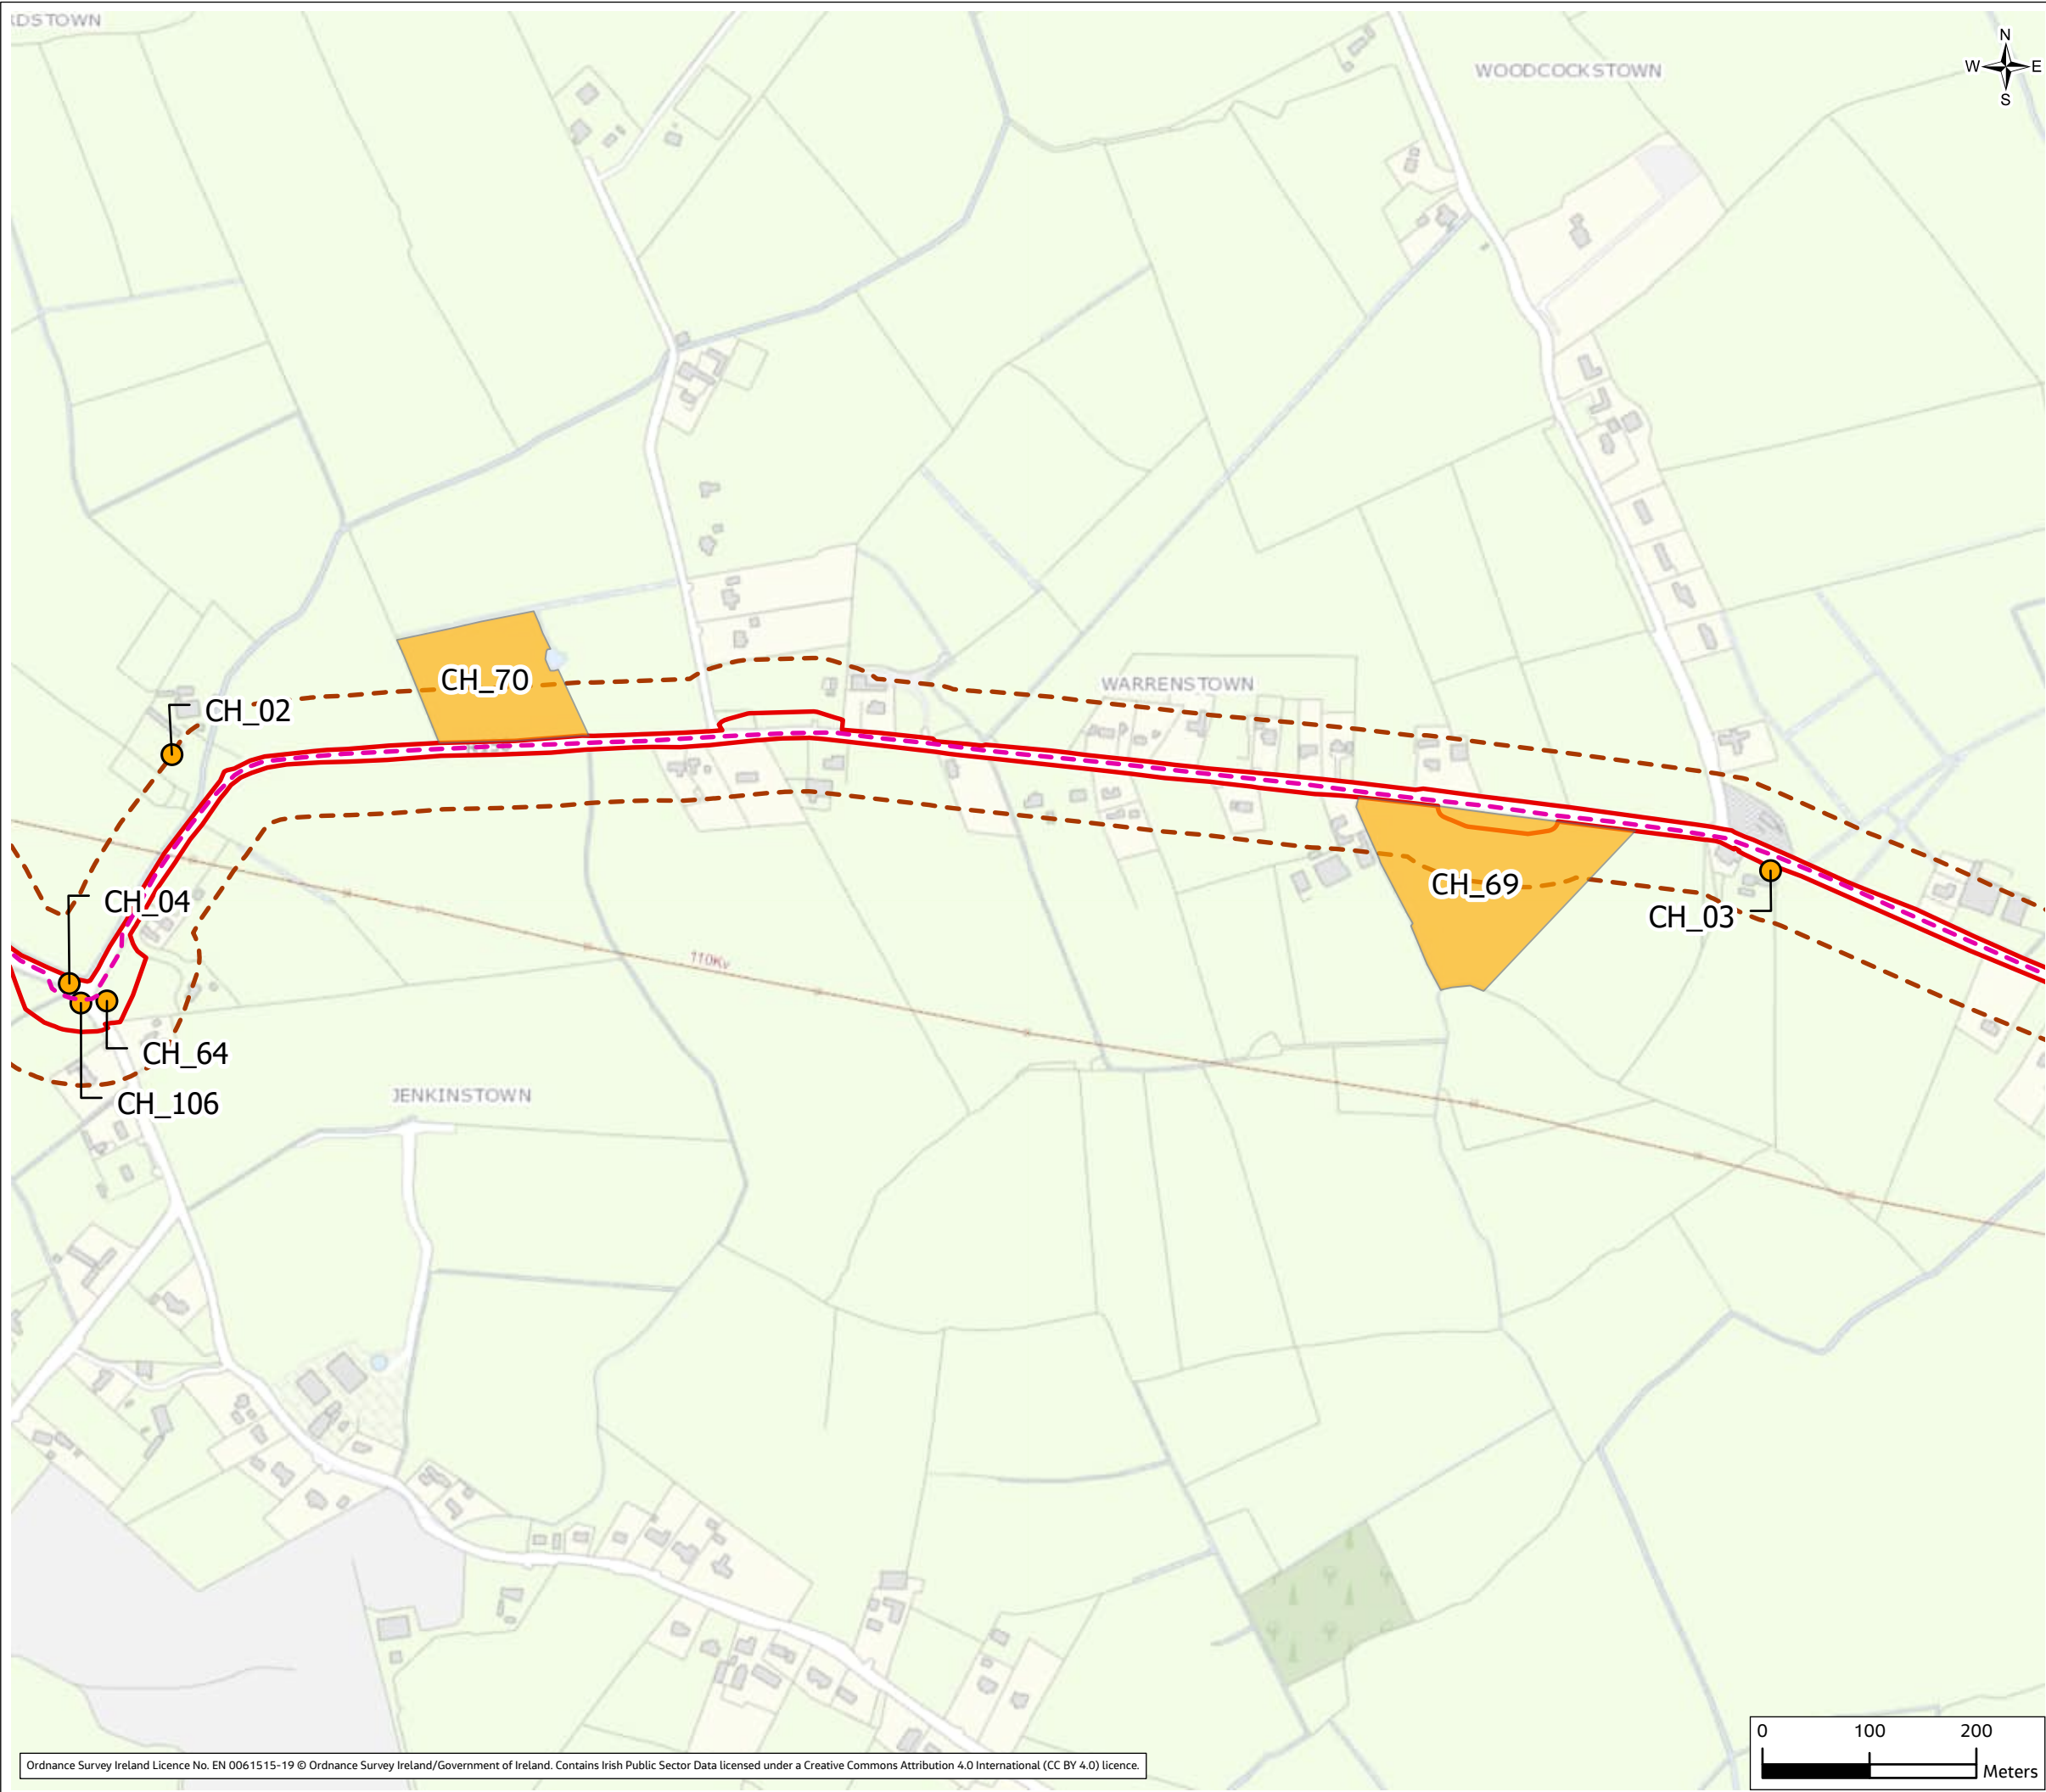 RDSTOWN
WOODCOCKSTOWN
N
W E
S
CH_70
CH_02
WARRENSTOWN
CH_69
CH_04
CH_03
110Kv
CH_64
JENKINSTOWN
CH_106
0 100 200
Meters
Ordnance Survey Ireland Licence No. EN 0061515-19 © Ordnance Survey Ireland/Government of Ireland. Contains Irish Public Sector Data licensed under a Creative Commons Attribution 4.0 International (CC BY 4.0) licence.